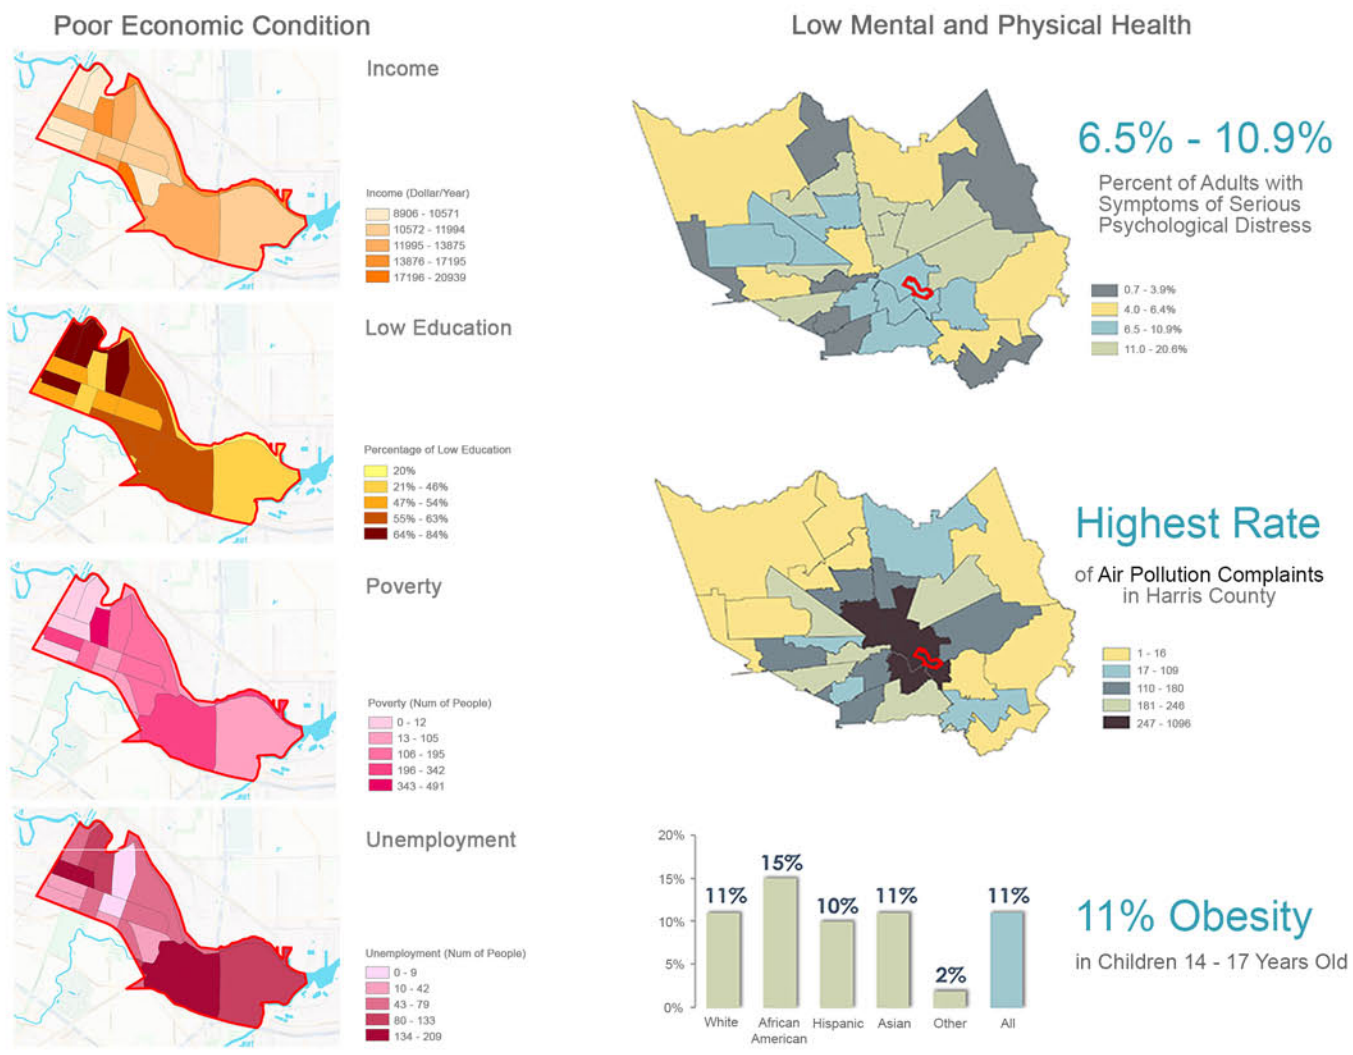 Poor Economic Condition
Income
Income (Dollar/Year)
8906 - 10571
10572 - 11994
11995 - 13875
13876 - 17195
17196 - 20939
Low Education
Percentage of Low Education
20%
21% - 46%
47% - 54%
55% - 63%
64% - 84%
Poverty
Poverty (Num of People)
0 - 12
13 - 105
106 - 195
196 - 342
343 - 491
Unemployment
Unemployment (Num of People)
0 - 9
10 - 42
43 - 79
80 - 133
134 - 209
Low Mental and Physical Health
6.5% - 10.9%
Percent of Adults with
Symptoms of Serious
Psychological Distress
0.7 - 3.9%
4.0 - 6.4%
6.5 - 10.9%
11.0 - 20.6%
Highest Rate
of Air Pollution Complaints
in Harris County
1 - 16
17 - 109
110 - 180
181 - 246
247 - 1096
20%
15%
10%
5%
0%
11%
15%
10%
11%
2%
11%
White
African
American
Hispanic
Asian
Other
All
11% Obesity
in Children 14 - 17 Years Old